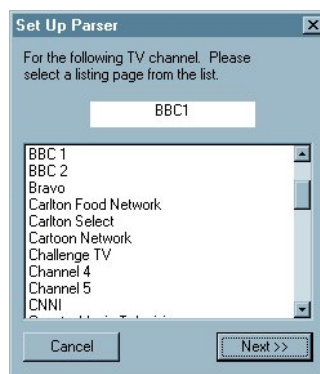 Set Up Parser
For the following TV channel. Please
select a listing page from the list.
BBC1
BBC 1
BBC 2
Bravo
Carlton Food Network
Carlton Select
Cartoon Network
Challenge TV
Channel 4
Channel 5
CNNI
Cancel
Next >>